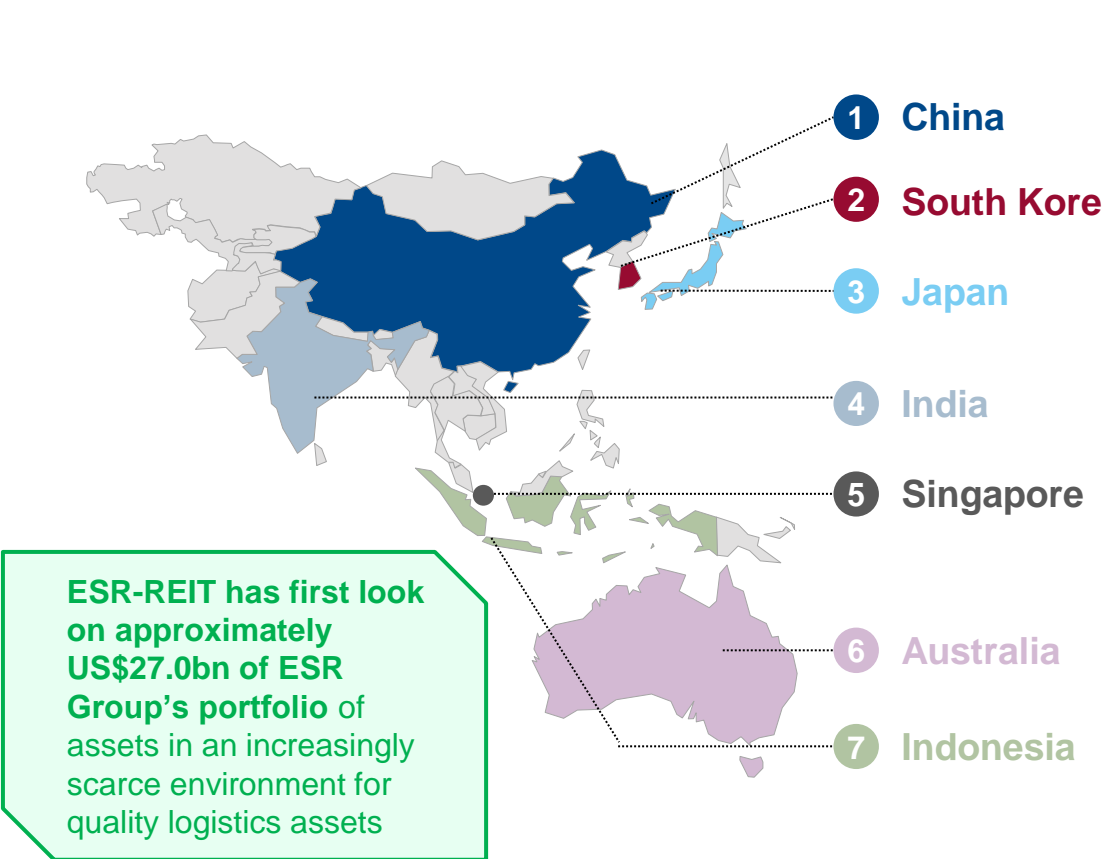 1 China
2 South Kore
3 Japan
4 India
5 Singapore
6 Australia
7 Indonesia
ESR-REIT has first look
on approximately
US$27.0bn of ESR
Group’s portfolio of
assets in an increasingly
scarce environment for
quality logistics assets